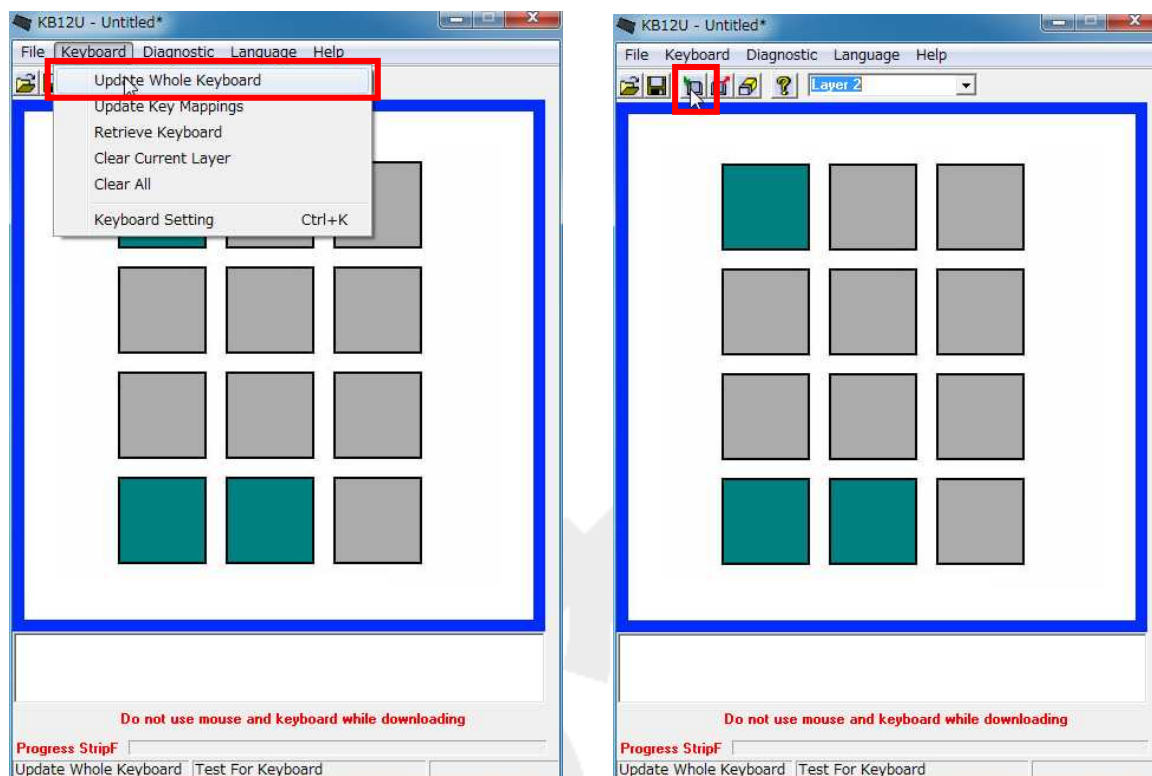 KB12U - Untitled*
File Keyboard Diagnostic Language Help
Update Whole Keyboard
Update Key Mappings
Retrieve Keyboard
Clear Current Layer
Clear All
Keyboard Setting Ctrl+K
Do not use mouse and keyboard while downloading
Progress StripF
Update Whole Keyboard Test For Keyboard
KB12U - Untitled*
File Keyboard Diagnostic Language Help
Layer 2
Do not use mouse and keyboard while downloading
Progress StripF
Update Whole Keyboard Test For Keyboard